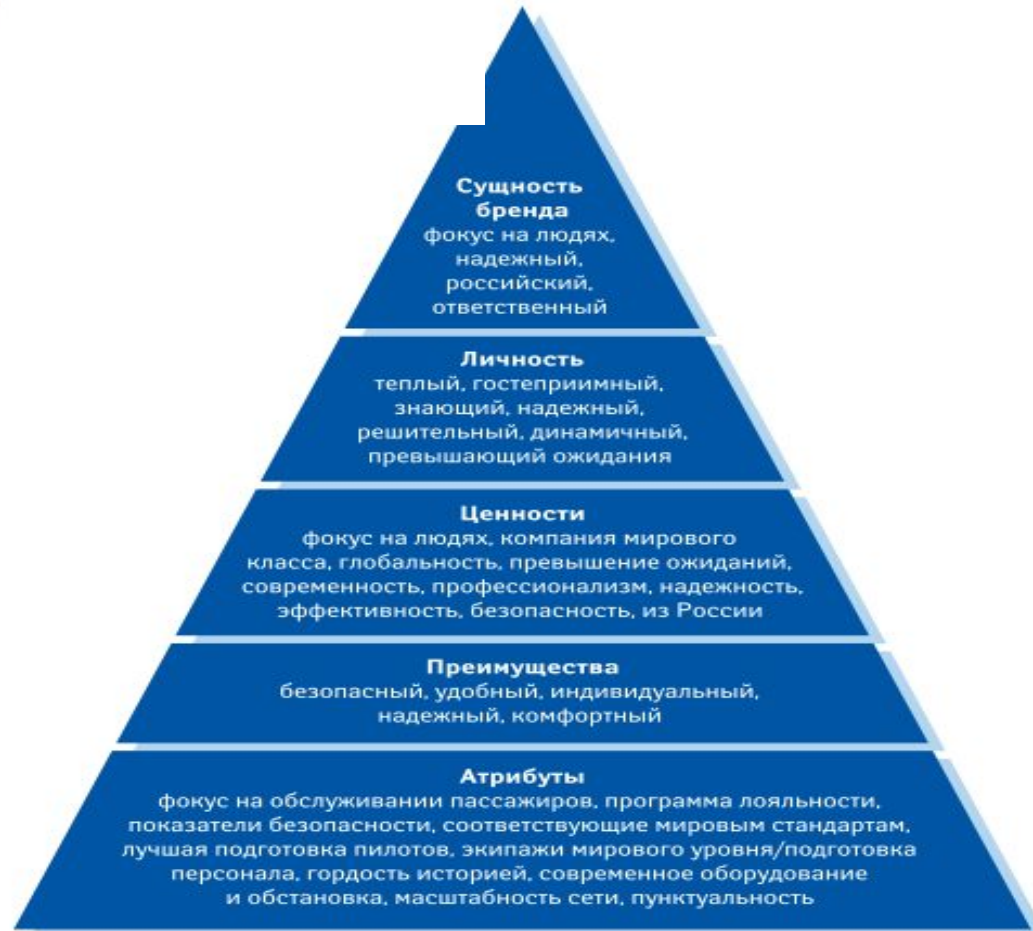 Сущность
бренда
фокус на людях,
надежный,
российский,
ответственный
Личность
теплый, гостеприимный,
знающий, надежный,
решительный, динамичный,
превышающий ожидания
Ценности
фокус на людях, компания мирового
класса, глобальность, превышение ожиданий,
современность, профессионализм, надежность,
эффективность, безопасность, из России
Преимущества
безопасный, удобный, индивидуальный,
надежный, комфортный
Атрибуты
фокус на обслуживании пассажиров, программа лояльности,
показатели безопасности, соответствующие мировым стандартам,
лучшая подготовка пилотов, экипажи мирового уровня/подготовка
персонала, гордость историей, современное оборудование
и обстановка, масштабность сети, пунктуальность